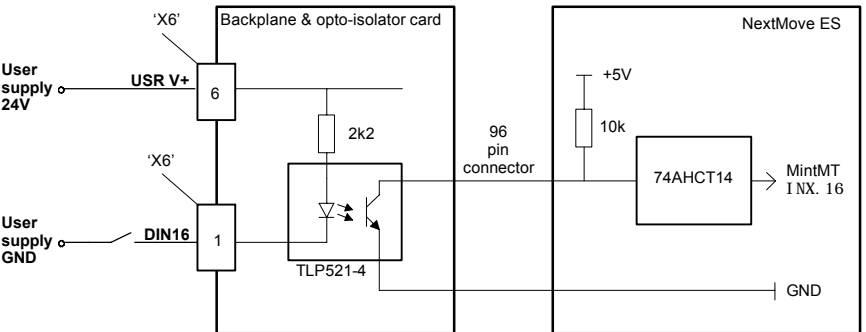 'X6'
Backplane & opto-isolator card
NextMove ES
User
supply
24V
USR V+
6
+5V
2k2
10k
96
pin
connector
'X6'
74AHCT14
MintMT
INX.16
User
supply
GND
DIN16
1
TLP521-4
GND